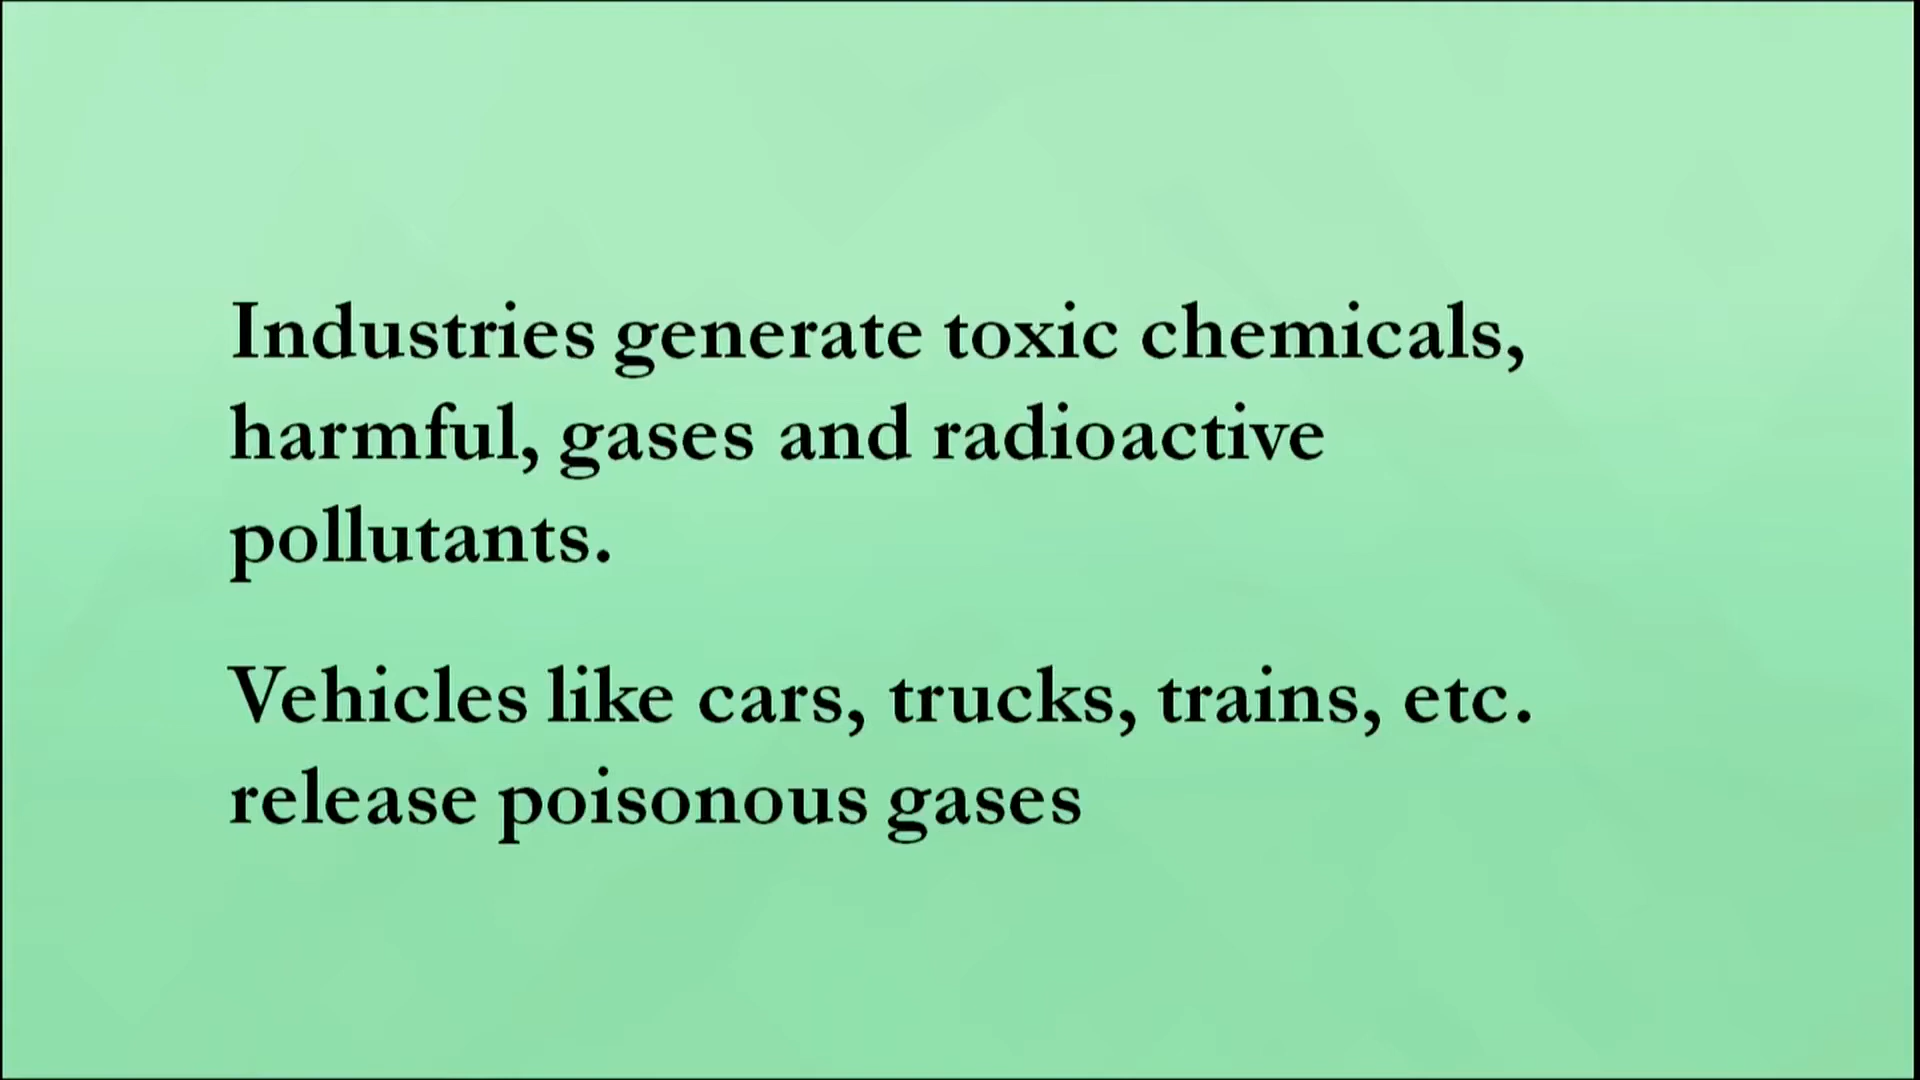 Industries generate toxic chemicals,
harmful, gases and radioactive
pollutants.
Vehicles like cars, trucks, trains, etc.
release poisonous gases